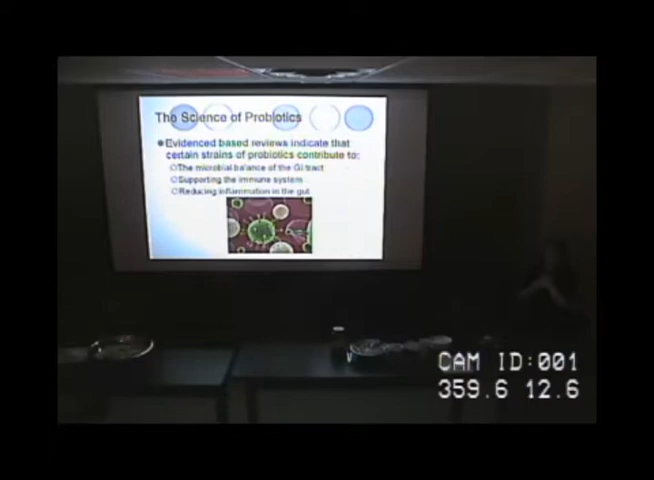 The Science of Probiotics
Evidenced based reviews indicate that
certain strains of probiotics contribute to:
The microbial balance of the GI tract
Supporting the immune system
Reducing inflammation in the gut
CAM ID:001
359.6 12.6